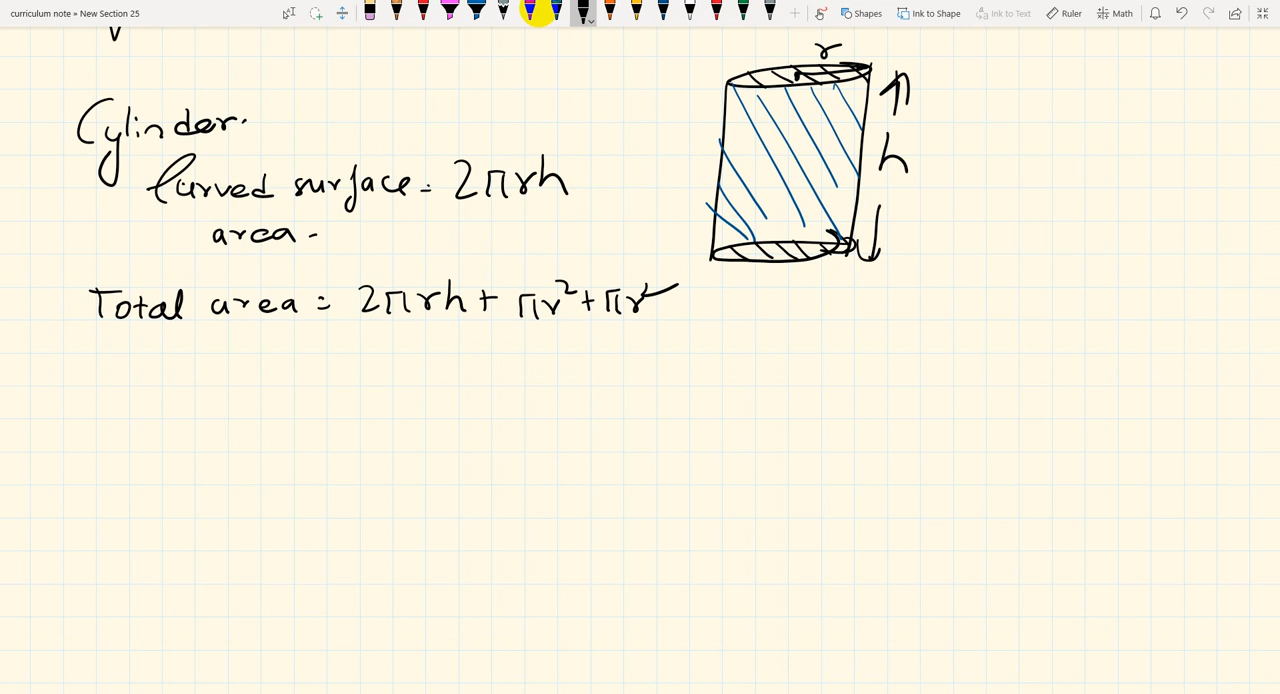 curriculum note » New Section 25
Shapes
Ink to Shape
Ink to Text
Ruler
Math
r
Cylinder.
h
Curved surface = 2πrh
area -
Total area = 2πrh + πr² + πr²